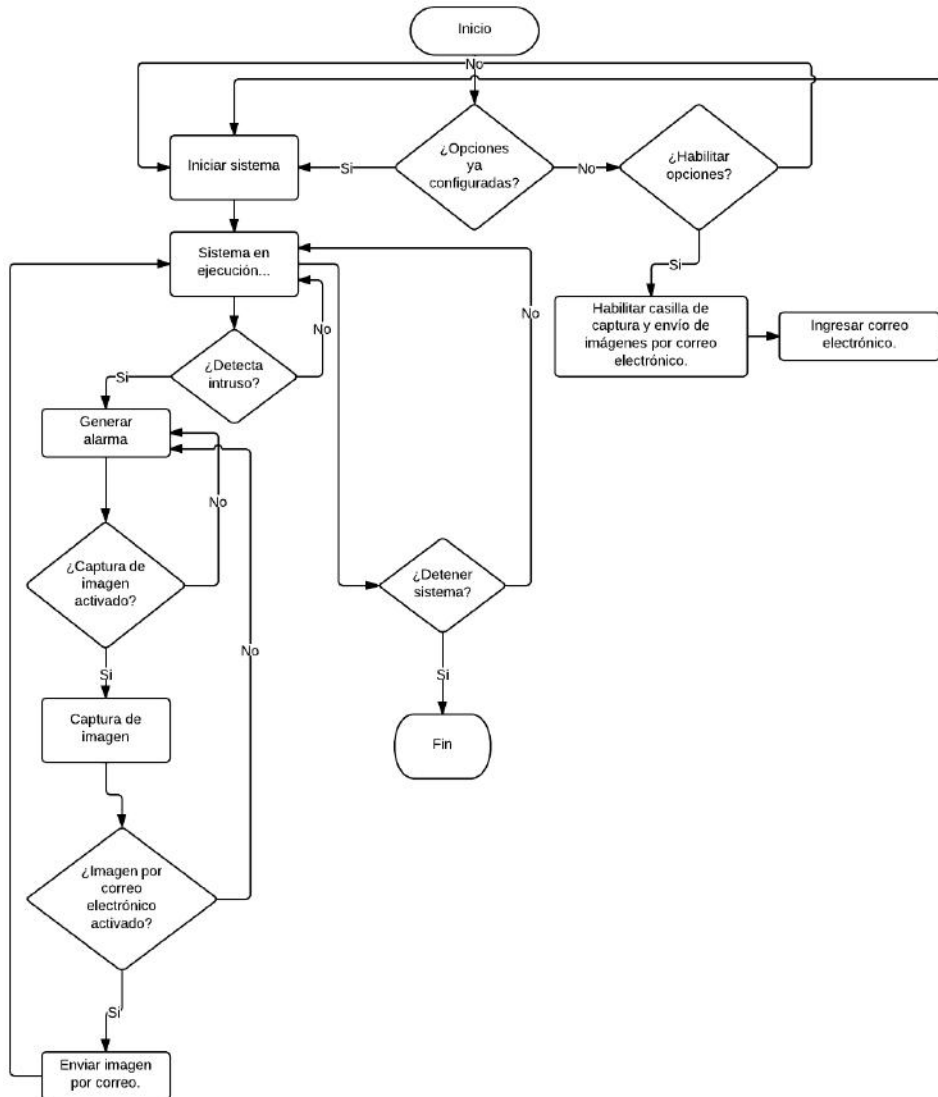 Inicio
No
Iniciar sistema
Si
¿Opciones
ya
configuradas?
No
¿Habilitar
opciones?
Si
Sistema en
ejecución...
No
No
Habilitar casilla de
captura y envío de
imágenes por correo
electrónico.
Ingresar correo
electrónico.
¿Detecta
intruso?
Si
Generar
alarma
No
¿Captura de
imagen
activado?
No
¿Detener
sistema?
Si
Si
Captura de
imagen
Fin
¿Imagen por
correo
electrónico
activado?
Si
Enviar imagen
por correo.